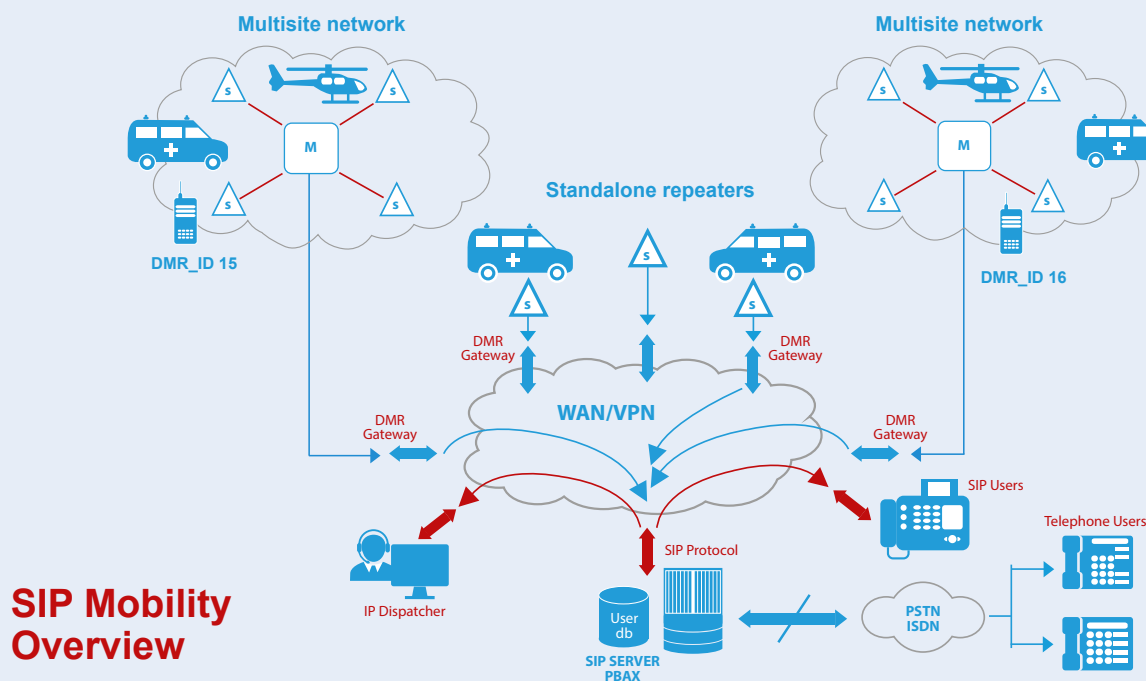 Multisite network
Multisite network
S
S
M
S
S
DMR_ID 15
S
S
M
S
S
DMR_ID 16
Standalone repeaters
S
S
S
DMR
Gateway
DMR
Gateway
WAN/VPN
DMR
Gateway
DMR
Gateway
SIP Users
Telephone Users
SIP Protocol
IP Dispatcher
User
db
SIP SERVER
PBAX
PSTN
ISDN
SIP Mobility
Overview